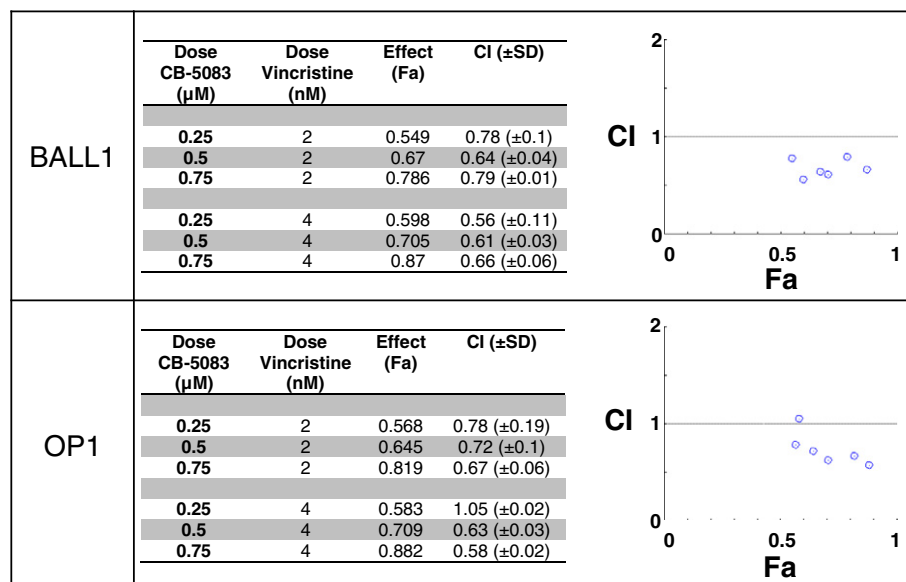 BALL1
Dose CB-5083 (µM) Dose Vincristine (nM) Effect (Fa) CI (±SD)
0.25 2 0.549 0.78 (±0.1)
0.5 2 0.67 0.64 (±0.04)
0.75 2 0.786 0.79 (±0.01)
0.25 4 0.598 0.56 (±0.11)
0.5 4 0.705 0.61 (±0.03)
0.75 4 0.87 0.66 (±0.06)
2
CI 1
0
0 0.5 1
Fa
OP1
Dose CB-5083 (µM) Dose Vincristine (nM) Effect (Fa) CI (±SD)
0.25 2 0.568 0.78 (±0.19)
0.5 2 0.645 0.72 (±0.1)
0.75 2 0.819 0.67 (±0.06)
0.25 4 0.583 1.05 (±0.02)
0.5 4 0.709 0.63 (±0.03)
0.75 4 0.882 0.58 (±0.02)
2
CI 1
0
0 0.5 1
Fa